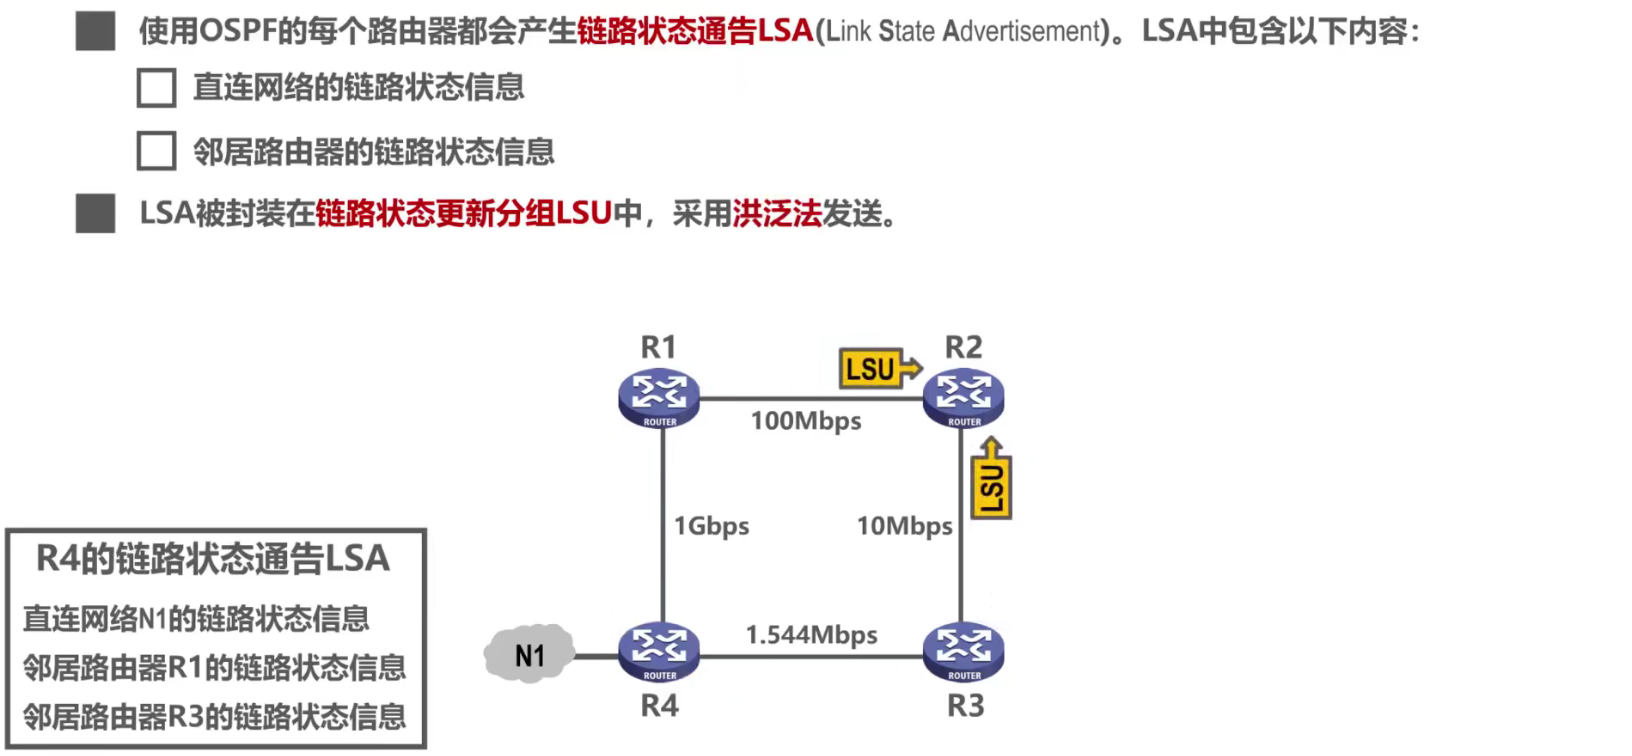 使用OSPF的每个路由器都会产生链路状态通告LSA(Link State Advertisement)。LSA中包含以下内容：
直连网络的链路状态信息
邻居路由器的链路状态信息
LSA被封装在链路状态更新分组LSU中，采用洪泛法发送。
R1
LSU
R2
ROUTER
100Mbps
ROUTER
LSU
1Gbps
10Mbps
R4的链路状态通告LSA
直连网络N1的链路状态信息
邻居路由器R1的链路状态信息
邻居路由器R3的链路状态信息
N1
1.544Mbps
ROUTER
ROUTER
R4
R3